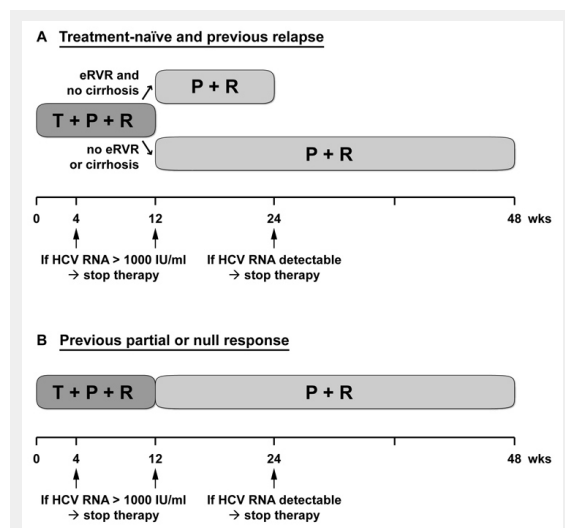 A Treatment-naïve and previous relapse
eRVR and
no cirrhosis
P + R
T + P + R
no eRVR
or cirrhosis
P + R
0 4 12 24 48 wks
If HCV RNA > 1000 IU/ml If HCV RNA detectable
→ stop therapy → stop therapy
B Previous partial or null response
T + P + R P + R
0 4 12 24 48 wks
If HCV RNA > 1000 IU/ml If HCV RNA detectable
→ stop therapy → stop therapy